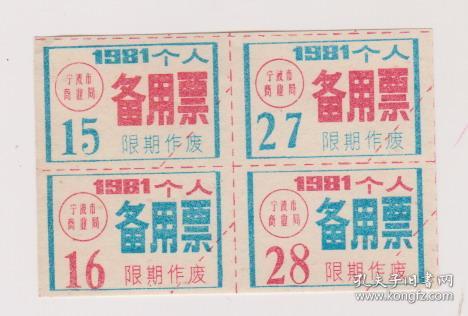 1981个人
宁波市
商业局
备用票
15
限期作废
1981个人
宁波市
商业局
备用票
27
限期作废
1981个人
宁波市
商业局
备用票
16
限期作废
1981个人
宁波市
商业局
备用票
28
限期作废
孔夫子旧书网
www.kongfz.com